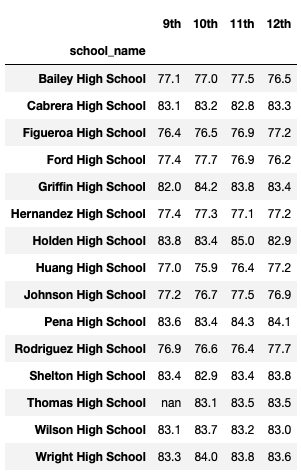 9th 10th 11th 12th
school_name
Bailey High School 77.1 77.0 77.5 76.5
Cabrera High School 83.1 83.2 82.8 83.3
Figueroa High School 76.4 76.5 76.9 77.2
Ford High School 77.4 77.7 76.9 76.2
Griffin High School 82.0 84.2 83.8 83.4
Hernandez High School 77.4 77.3 77.1 77.2
Holden High School 83.8 83.4 85.0 82.9
Huang High School 77.0 75.9 76.4 77.2
Johnson High School 77.2 76.7 77.5 76.9
Pena High School 83.6 83.4 84.3 84.1
Rodriguez High School 76.9 76.6 76.4 77.7
Shelton High School 83.4 82.9 83.4 83.8
Thomas High School nan 83.1 83.5 83.5
Wilson High School 83.1 83.7 83.2 83.0
Wright High School 83.3 84.0 83.8 83.6